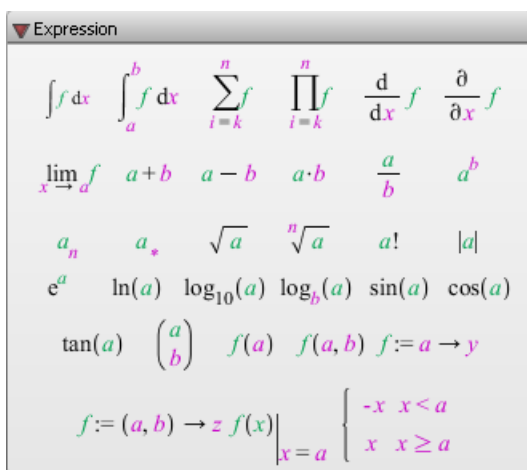 Expression
∫f dx ∫_a^b f dx ∑_{i=k}^n f ∏_{i=k}^n f d/dx f ∂/∂x f
lim_{x→a} f a+b a−b a·b a/b a^b
a_n a_* √a ^n√a a! |a|
e^a ln(a) log_10(a) log_b(a) sin(a) cos(a)
tan(a) (a b) f(a) f(a, b) f := a → y
f := (a, b) → z f(x)|_{x = a} { -x x < a
x x ≥ a